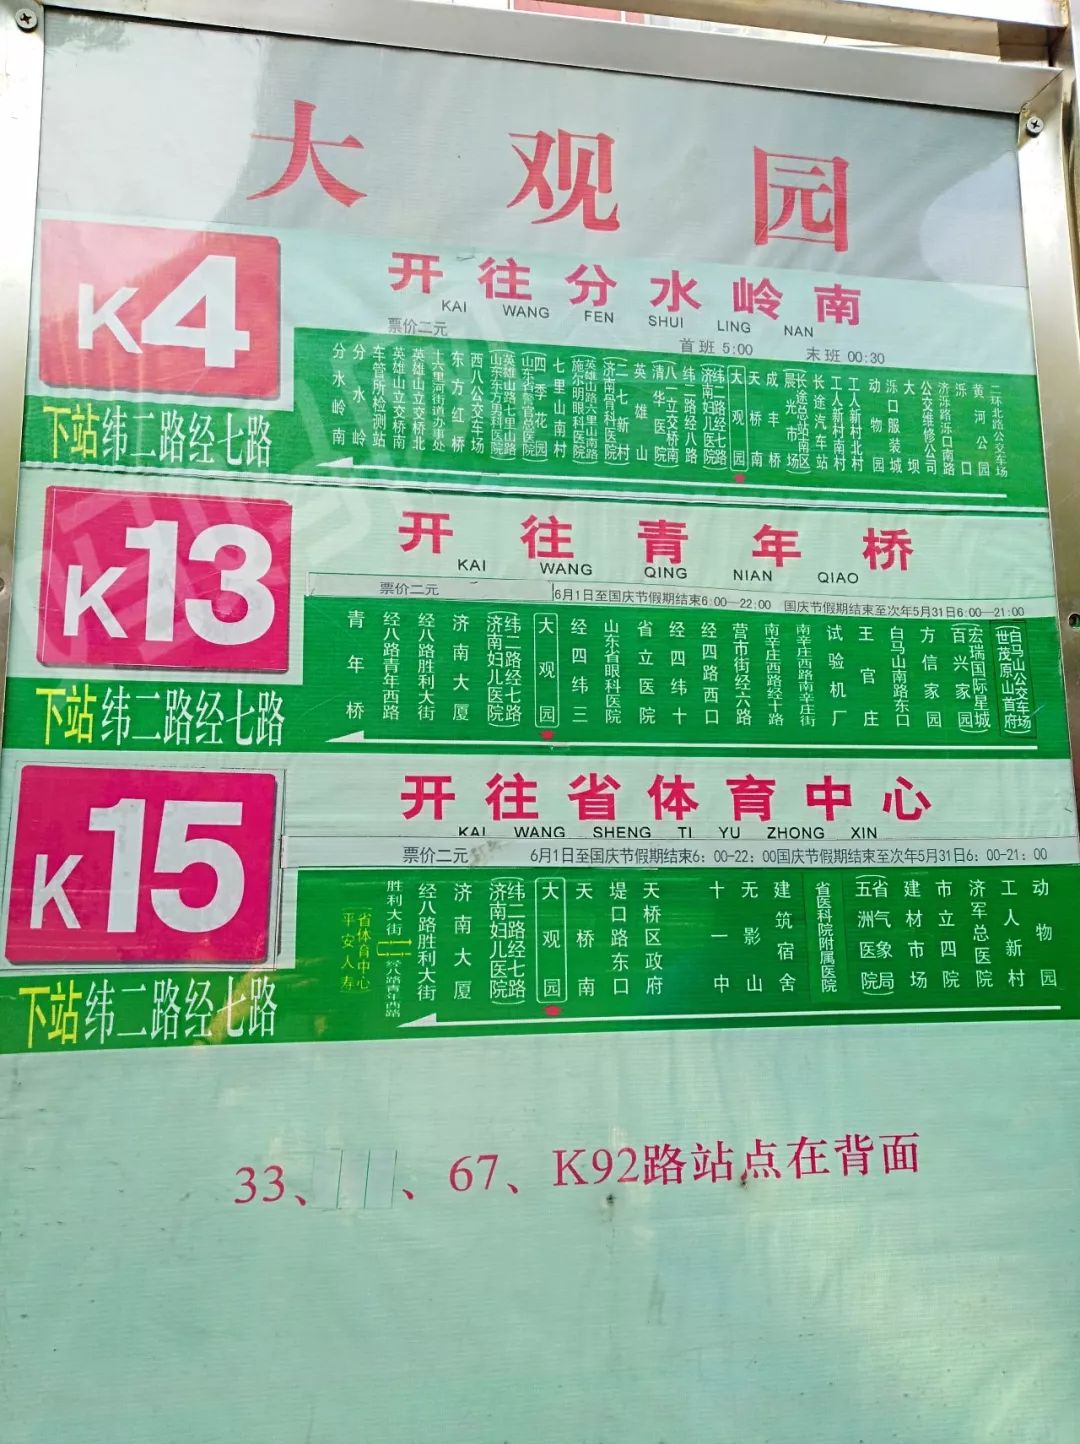 大观园
K4
开往分水岭南
KAI WANG FEN SHUI LING NAN
票价二元
首班 5:00 末班 00:30
下站纬二路经七路
分水岭南
分水岭
车管所检测站
英雄山立交桥南
英雄山立交桥北
十六里河街道办事处
东方红桥
西八公交车场
英雄山路七里山路
(山东东方男科医院)
四季花园
(山东省警官总医院)
七里山南村
英雄山路六里山南路
(施尔明眼科医院)
二七新村
(济南骨科医院)
英雄山
八一立交桥南
(清华医院)
纬二路经八路
纬二路经七路
(济南妇儿医院)
大观园
天桥南
成丰桥
长途总站南区
(晨光市场)
长途汽车站
工人新村南村
工人新村北村
动物园
泺口服装城
大坝
公交维修公司
济泺路泺口南路
泺口
黄河公园
二环北路公交车场
K13
开往青年桥
KAI WANG QING NIAN QIAO
票价二元
6月1日至国庆节假期结束6:00—22:00 国庆节假期结束至次年5月31日6:00—21:00
下站纬二路经七路
青年桥
经八路青年西路
经八路胜利大街
济南大厦
纬二路经七路
(济南妇儿医院)
大观园
经四纬三
山东省眼科医院
省立医院
经四纬十
经四路西口
营市街经六路
南辛庄西路经十路
南辛庄西路南辛庄街
试验机厂
王官庄
白马山南路东口
方信家园
百兴家园
宏瑞国际星城
白马山公交车场
(世茂原山首府)
K15
开往省体育中心
KAI WANG SHENG TI YU ZHONG XIN
票价二元 6月1日至国庆节假期结束6:00-22:00国庆节假期结束至次年5月31日6:00-21:00
下站纬二路经七路
平安人寿
(省体育中心)
胜利大街
经八路青年西路
经八路胜利大街
济南大厦
纬二路经七路
(济南妇儿医院)
大观园
天桥南
堤口路东口
天桥区政府
十一中
无影山
建筑宿舍
省医科院附属医院
省气象局
五洲医院
建材市场
市立四院
济军总医院
工人新村
动物园
33、 、67、K92路站点在背面